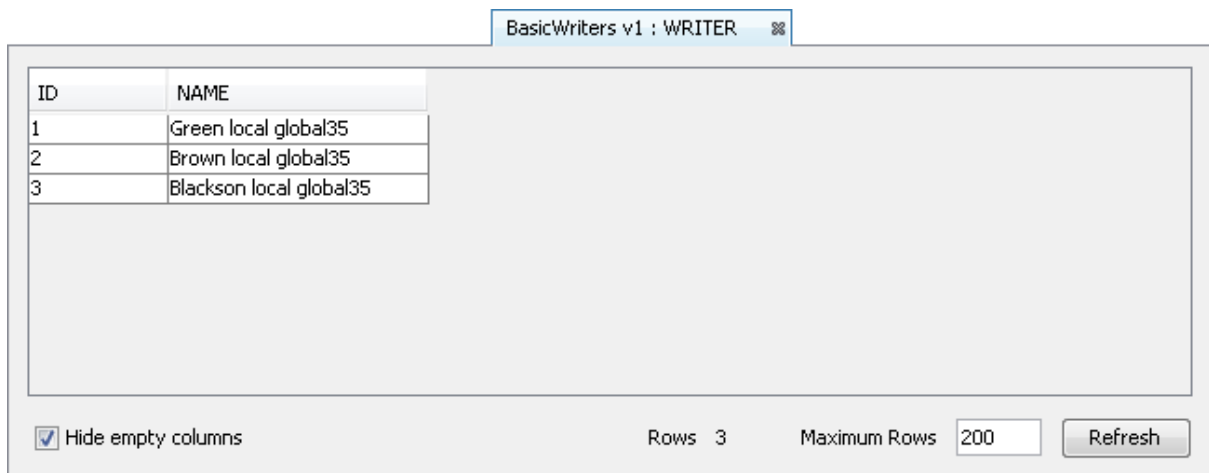 BasicWriters v1 : WRITER
ID NAME
1 Green local global35
2 Brown local global35
3 Blackson local global35
Hide empty columns Rows 3 Maximum Rows 200 Refresh